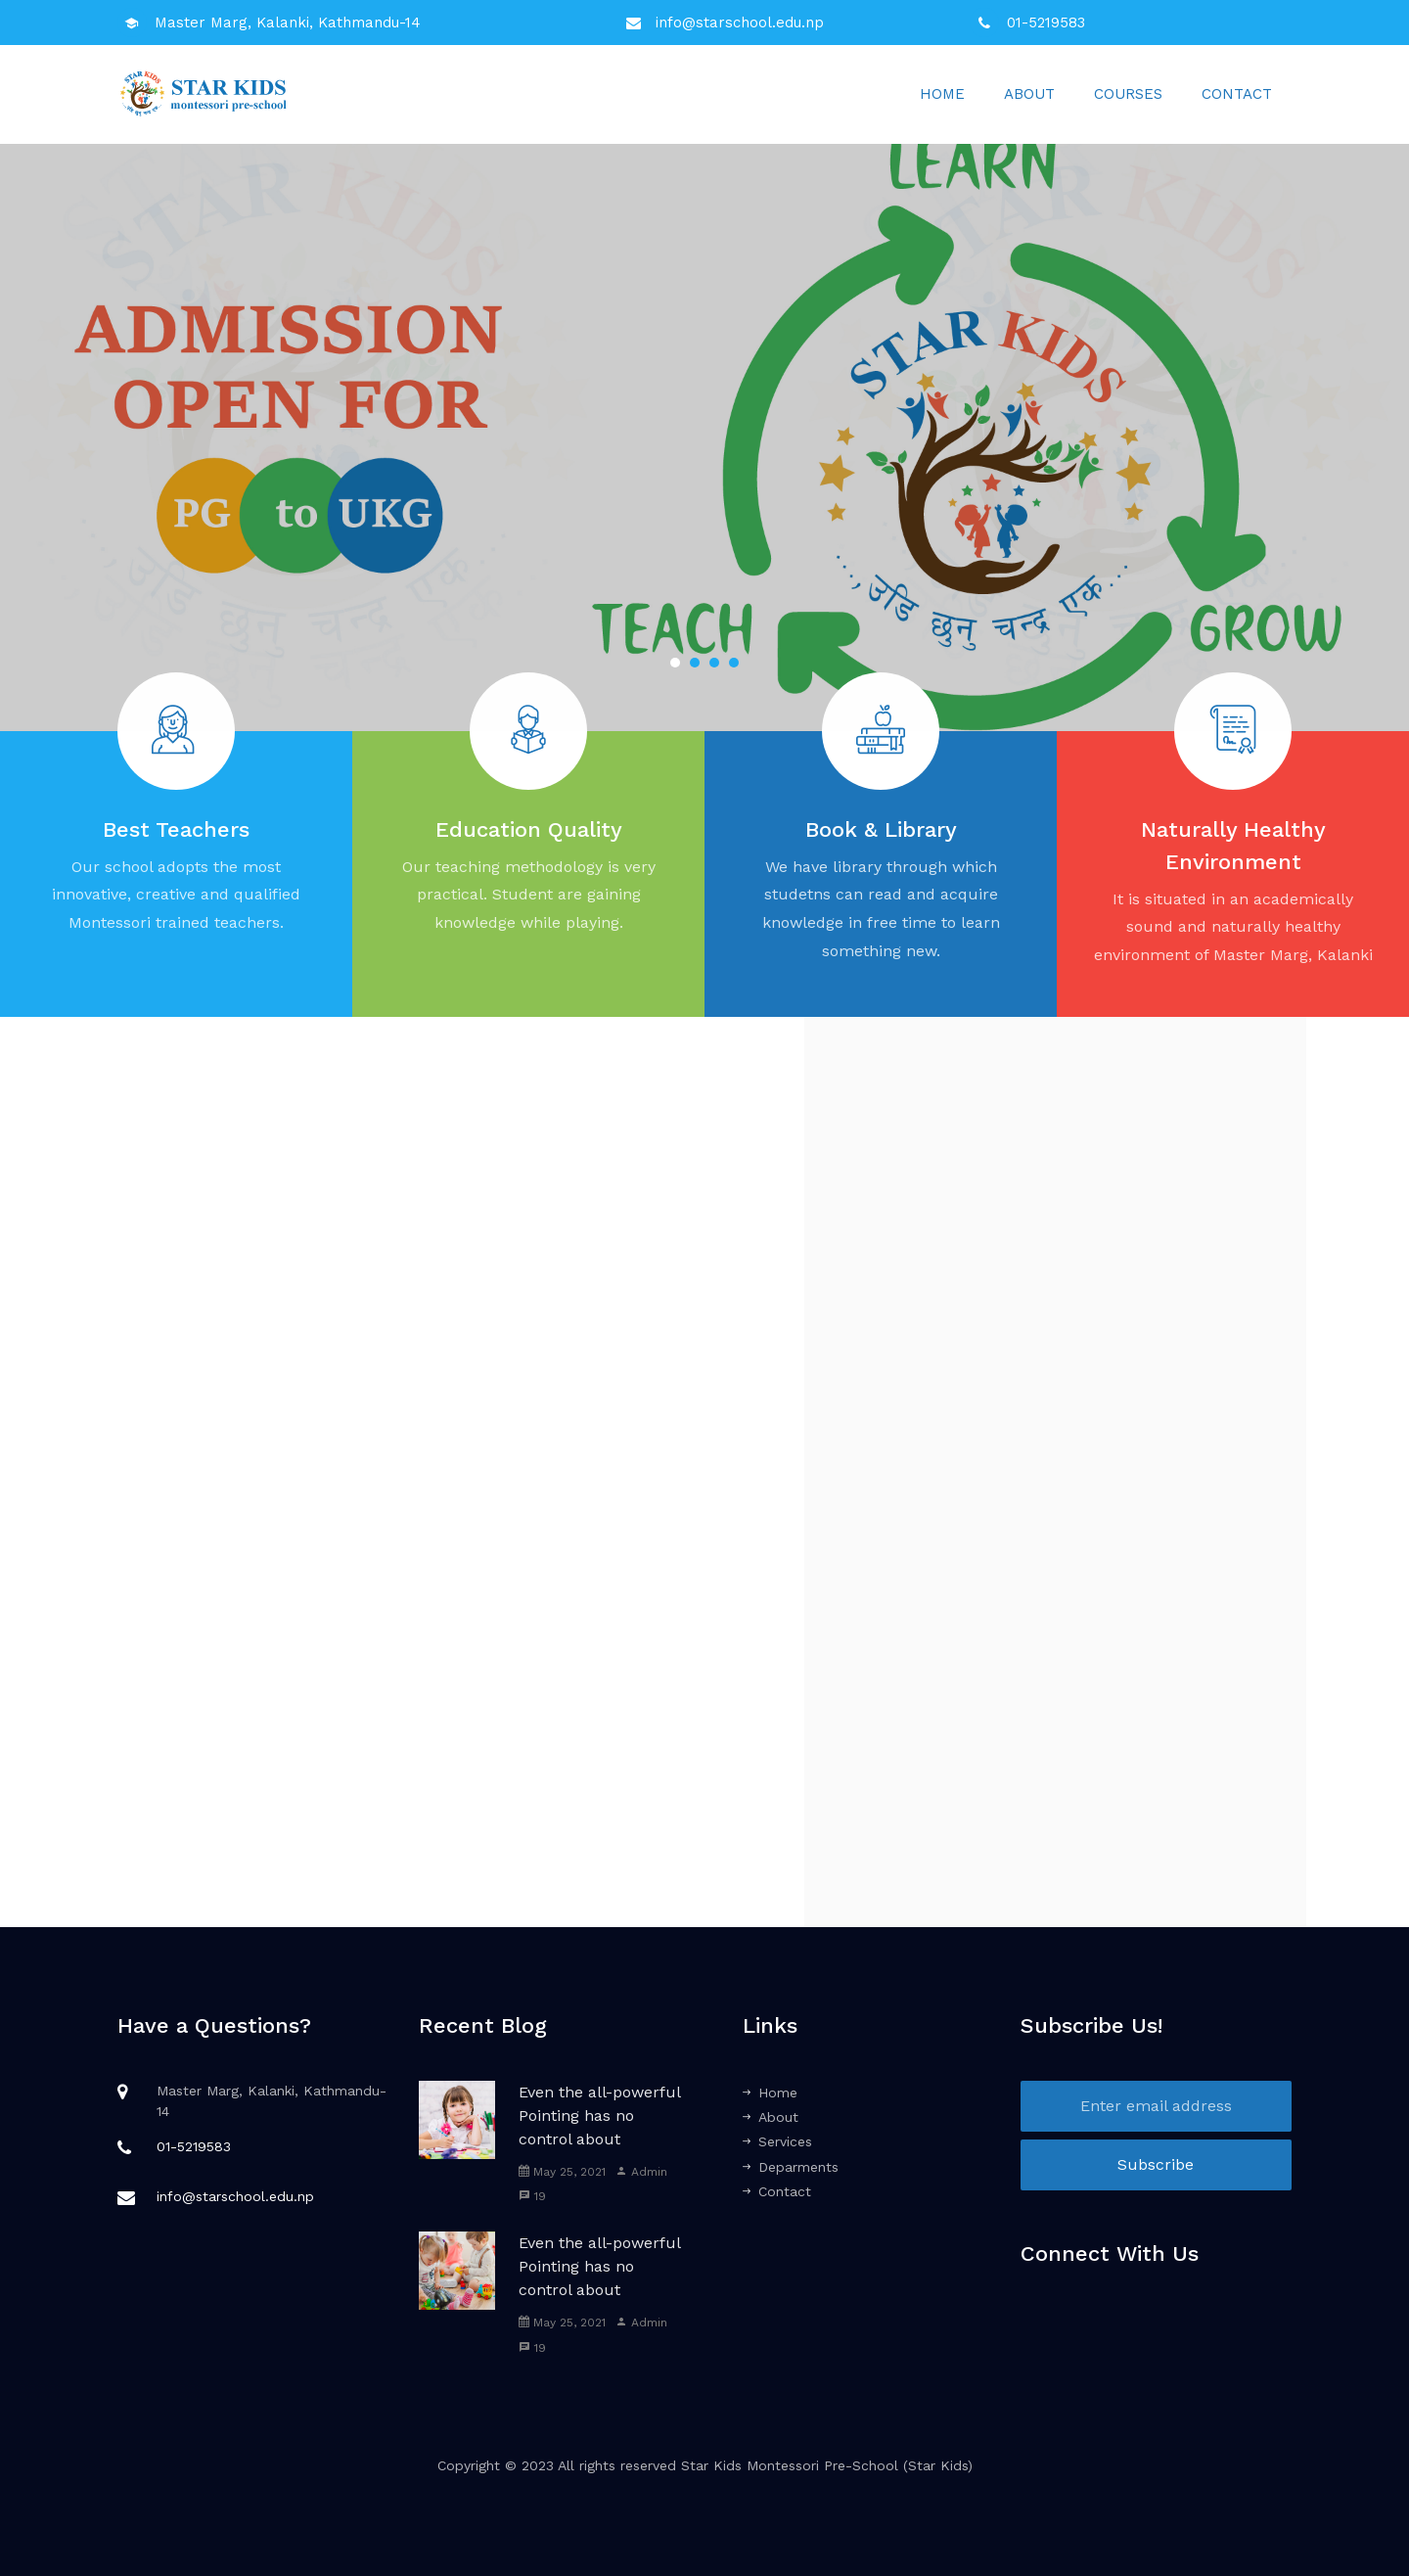 Master Marg, Kalanki, Kathmandu-14
info@starschool.edu.np
01-5219583
STAR KIDS
montessori pre-school
HOME
ABOUT
COURSES
CONTACT
ADMISSION
OPEN FOR
PG to UKG
LEARN
STAR KIDS
...,उडि छुनु चन्द्र एक...
TEACH
GROW
Best Teachers
Our school adopts the most
innovative, creative and qualified
Montessori trained teachers.
Education Quality
Our teaching methodology is very
practical. Student are gaining
knowledge while playing.
Book & Library
We have library through which
studetns can read and acquire
knowledge in free time to learn
something new.
Naturally Healthy
Environment
It is situated in an academically
sound and naturally healthy
environment of Master Marg, Kalanki
Have a Questions?
Master Marg, Kalanki, Kathmandu-
14
01-5219583
info@starschool.edu.np
Recent Blog
Even the all-powerful
Pointing has no
control about
May 25, 2021 Admin
19
Even the all-powerful
Pointing has no
control about
May 25, 2021 Admin
19
Links
Home
About
Services
Deparments
Contact
Subscribe Us!
Enter email address
Subscribe
Connect With Us
Copyright © 2023 All rights reserved Star Kids Montessori Pre-School (Star Kids)